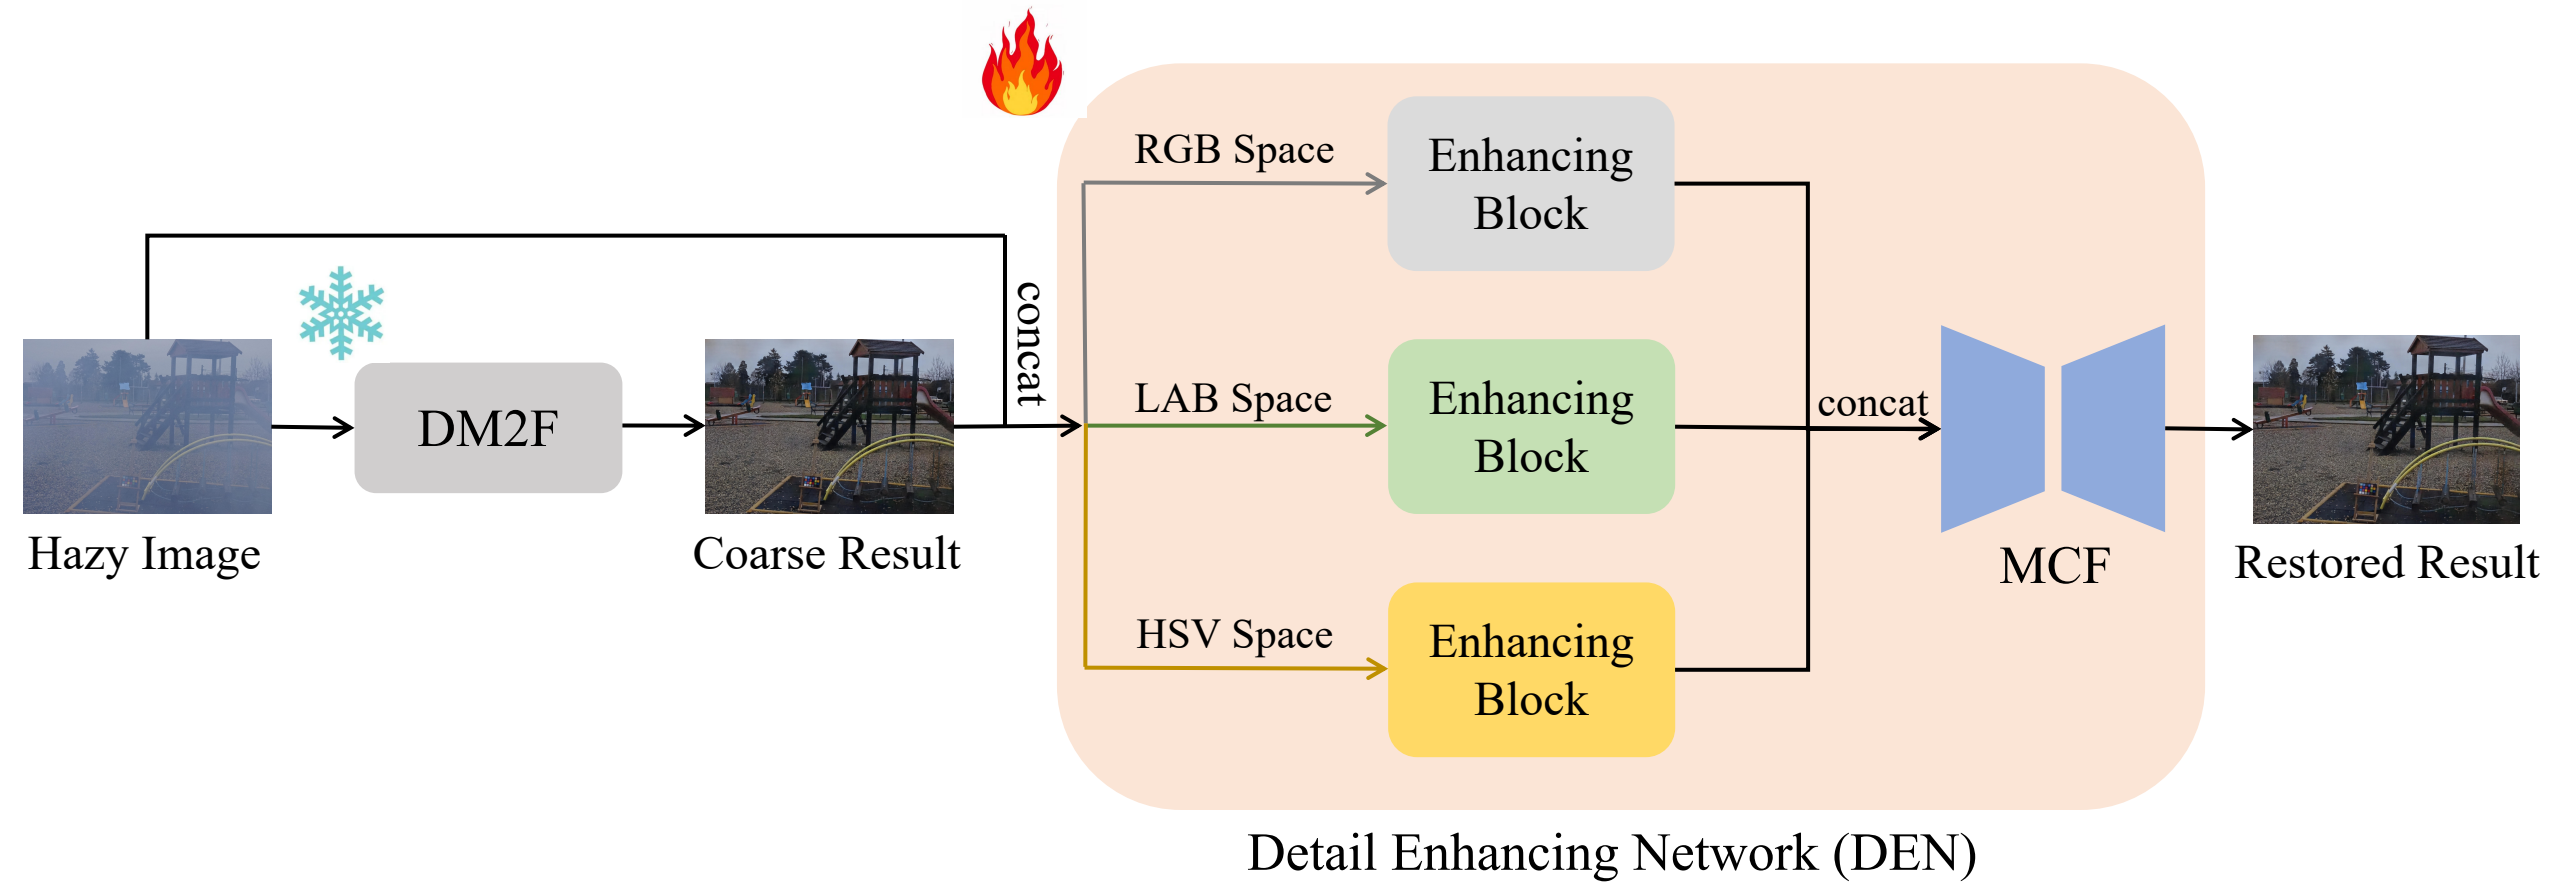 RGB Space
Enhancing
Block
concat
DM2F
LAB Space
Enhancing
Block
concat
Hazy Image
Coarse Result
HSV Space
Enhancing
Block
MCF
Restored Result
Detail Enhancing Network (DEN)